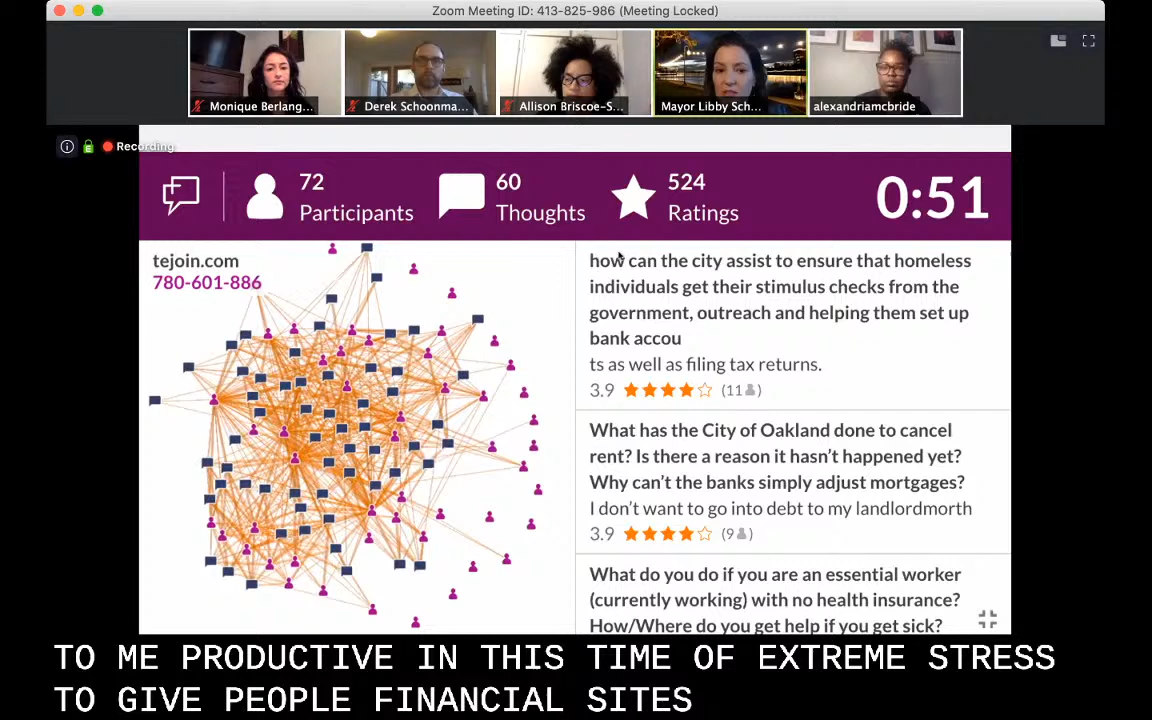 Zoom Meeting ID: 413-825-986 (Meeting Locked)
Monique Berlang...
Derek Schoonma...
Allison Briscoe-S...
Mayor Libby Sch...
alexandriamcbride
Recording
72
Participants
60
Thoughts
524
Ratings
0:51
tejoin.com
780-601-886
how can the city assist to ensure that homeless
individuals get their stimulus checks from the
government, outreach and helping them set up
bank accou
ts as well as filing tax returns.
3.9 (11)
What has the City of Oakland done to cancel
rent? Is there a reason it hasn't happened yet?
Why can't the banks simply adjust mortgages?
I don't want to go into debt to my landlordmorth
3.9 (9)
What do you do if you are an essential worker
(currently working) with no health insurance?
How/Where do you get help if you get sick?
TO ME PRODUCTIVE IN THIS TIME OF EXTREME STRESS
TO GIVE PEOPLE FINANCIAL SITES